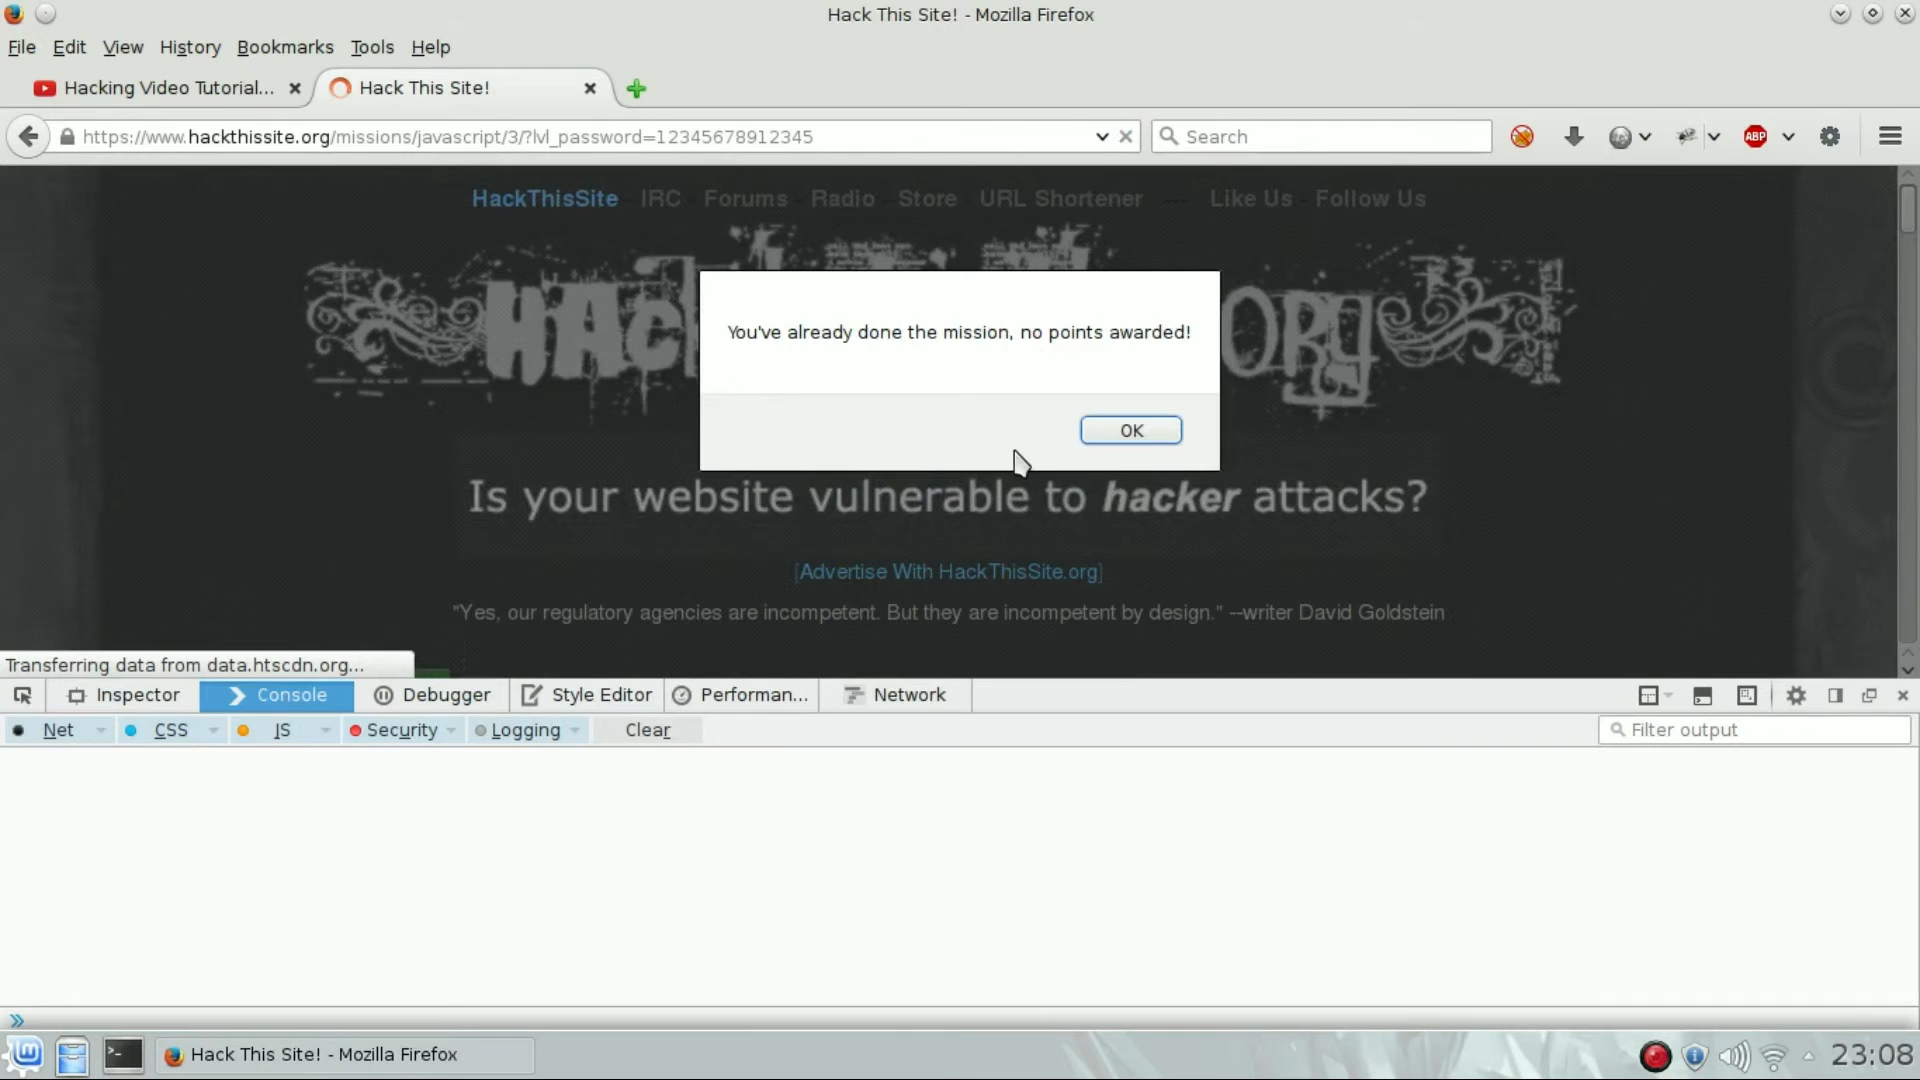 Hack This Site! - Mozilla Firefox
File Edit View History Bookmarks Tools Help
Hacking Video Tutorial... Hack This Site!
https://www.hackthissite.org/missions/javascript/3/?lvl_password=12345678912345 Search ABP
HackThisSite IRC Forums Radio Store URL Shortener --- Like Us - Follow Us
You've already done the mission, no points awarded!
OK
Is your website vulnerable to hacker attacks?
[Advertise With HackThisSite.org]
"Yes, our regulatory agencies are incompetent. But they are incompetent by design." --writer David Goldstein
Transferring data from data.htscdn.org...
Inspector Console Debugger Style Editor Performan... Network
Net CSS JS Security Logging Clear Filter output
Hack This Site! - Mozilla Firefox 23:08